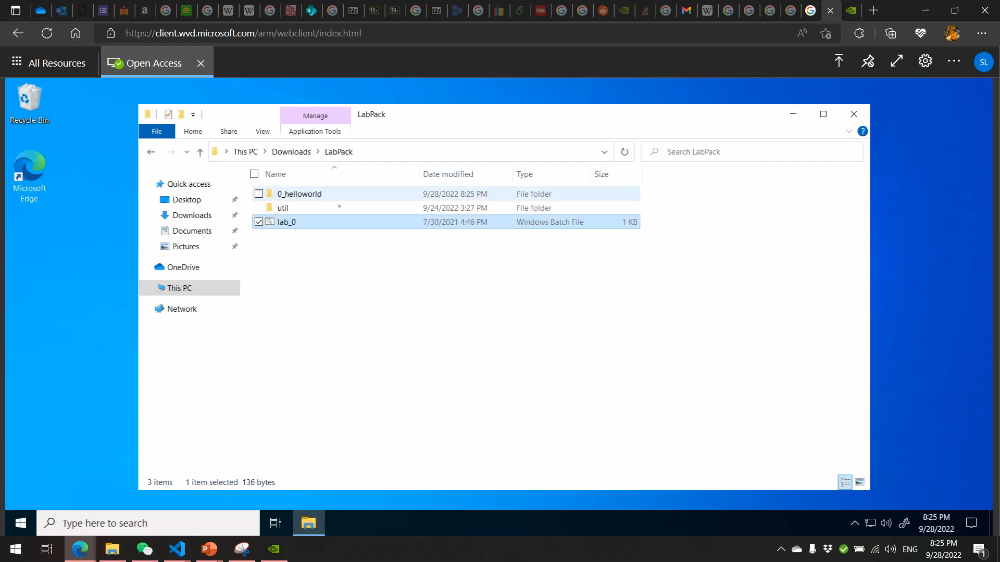 https://client.wvd.microsoft.com/arm/webclient/index.html
All Resources
Open Access
SL
Recycle Bin
Microsoft
Edge
Manage
LabPack
File
Home
Share
View
Application Tools
This PC
Downloads
LabPack
Search LabPack
Name
Date modified
Type
Size
Quick access
Desktop
Downloads
Documents
Pictures
OneDrive
This PC
Network
0_helloworld 9/28/2022 8:25 PM File folder
util 9/24/2022 3:27 PM File folder
lab_0 7/30/2021 4:46 PM Windows Batch File 1 KB
3 items 1 item selected 136 bytes
Type here to search
8:25 PM
9/28/2022
ENG
8:25 PM
9/28/2022
1